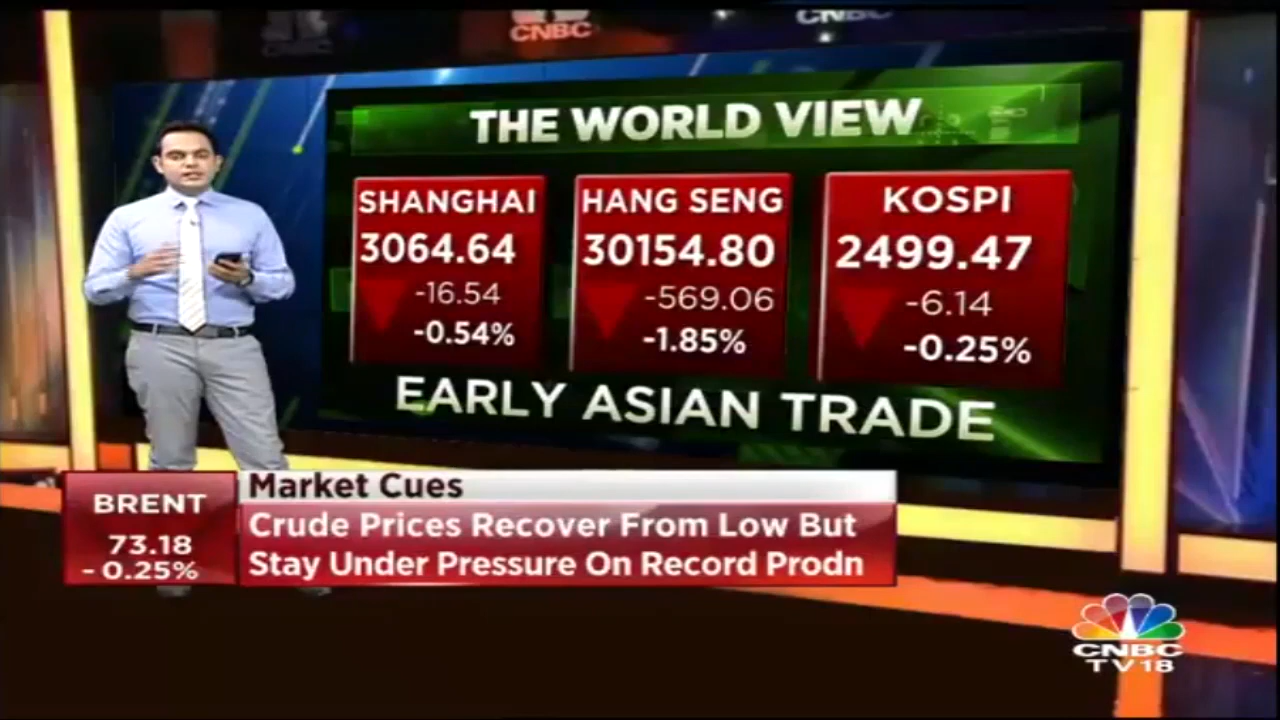 CNBC
CNBC
THE WORLD VIEW
SHANGHAI
3064.64
-16.54
-0.54%
HANG SENG
30154.80
-569.06
-1.85%
KOSPI
2499.47
-6.14
-0.25%
EARLY ASIAN TRADE
BRENT
73.18
- 0.25%
Market Cues
Crude Prices Recover From Low But
Stay Under Pressure On Record Prodn
CNBC
TV18